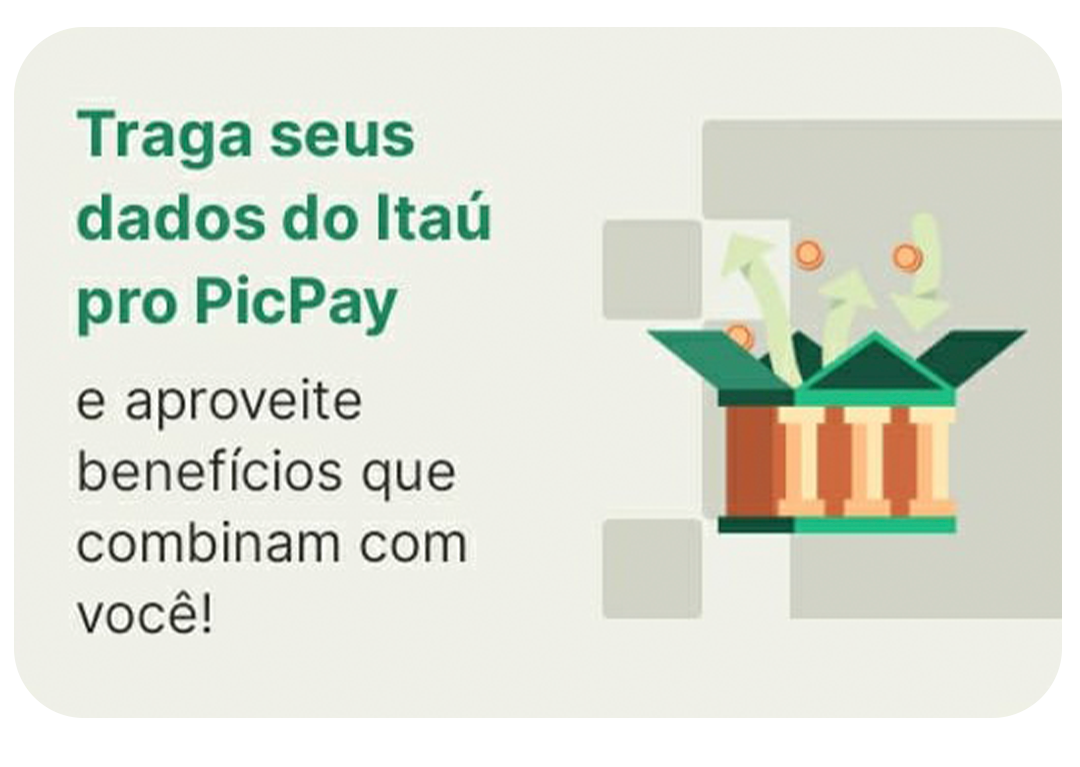 Traga seus
dados do Itaú
pro PicPay
e aproveite
benefícios que
combinam com
você!